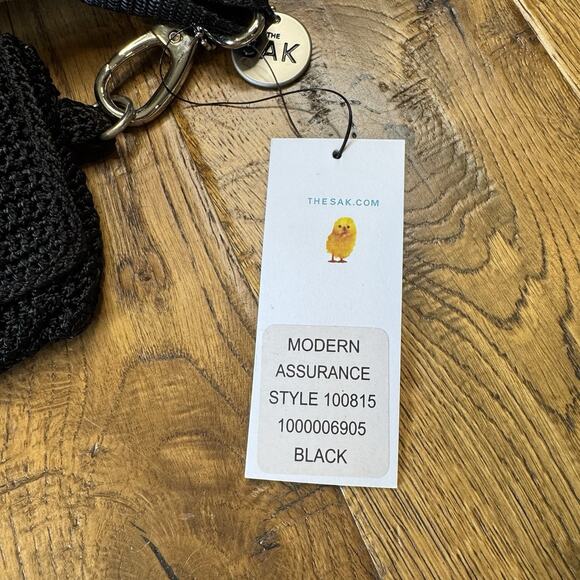 THE
SAK
THESAK.COM
MODERN
ASSURANCE
STYLE 100815
1000006905
BLACK